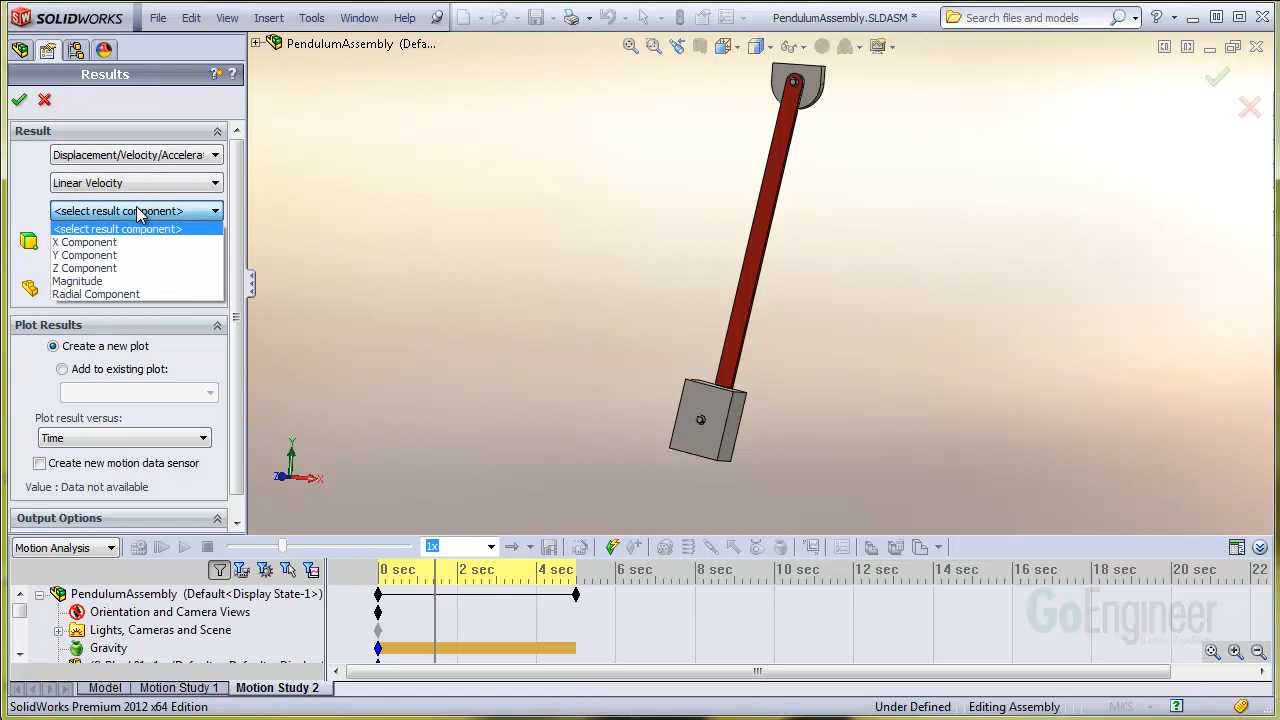 SOLIDWORKS File Edit View Insert Tools Window Help PendulumAssembly.SLDASM * Search files and models
Results
PendulumAssembly (Defa...
Result
Displacement/Velocity/Accelera
Linear Velocity
<select result component>
<select result component>
X Component
Y Component
Z Component
Magnitude
Radial Component
Plot Results
Create a new plot
Add to existing plot:
Plot result versus:
Time
Create new motion data sensor
Value : Data not available
Output Options
Y
Z X
Motion Analysis 1x
0 sec 2 sec 4 sec 6 sec 8 sec 10 sec 12 sec 14 sec 16 sec 18 sec 20 sec 22
PendulumAssembly (Default<Display State-1>)
Orientation and Camera Views
Lights, Cameras and Scene
Gravity
GoEngineer
Model Motion Study 1 Motion Study 2
SolidWorks Premium 2012 x64 Edition Under Defined Editing Assembly MKS